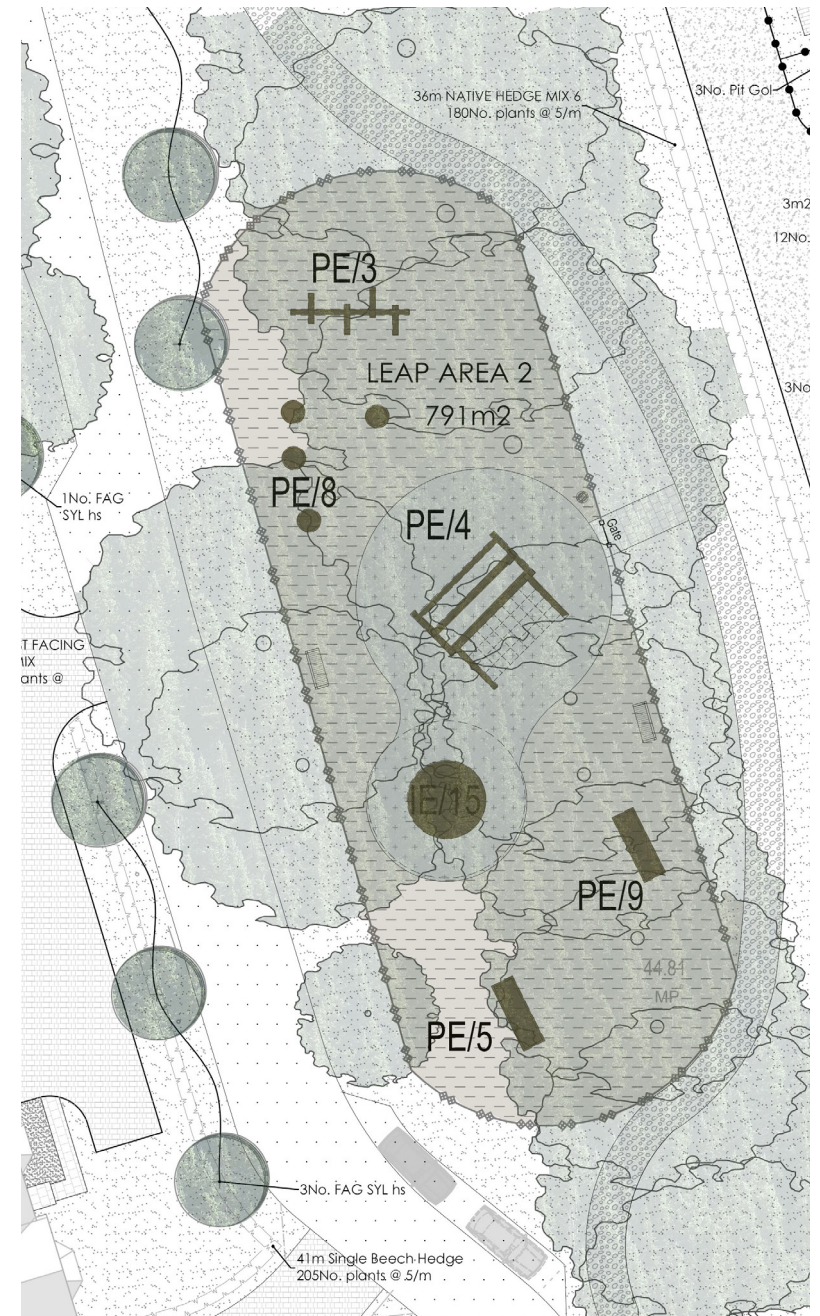 36m NATIVE HEDGE MIX 6
180No. plants @ 5/m
3No. Pit Gol
3m2
12No.
PE/3
LEAP AREA 2
791m2
3No
PE/8
1No. FAG
SYL hs
PE/4
Gate
T FACING
MIX
ants @
IE/15
PE/9
44.81
MP
PE/5
3No. FAG SYL hs
41m Single Beech Hedge
205No. plants @ 5/m